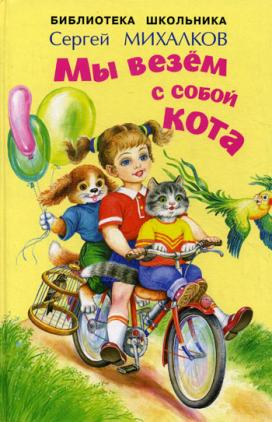 БИБЛИОТЕКА ШКОЛЬНИКА
Сергей МИХАЛКОВ
Мы везём
с собой
кота